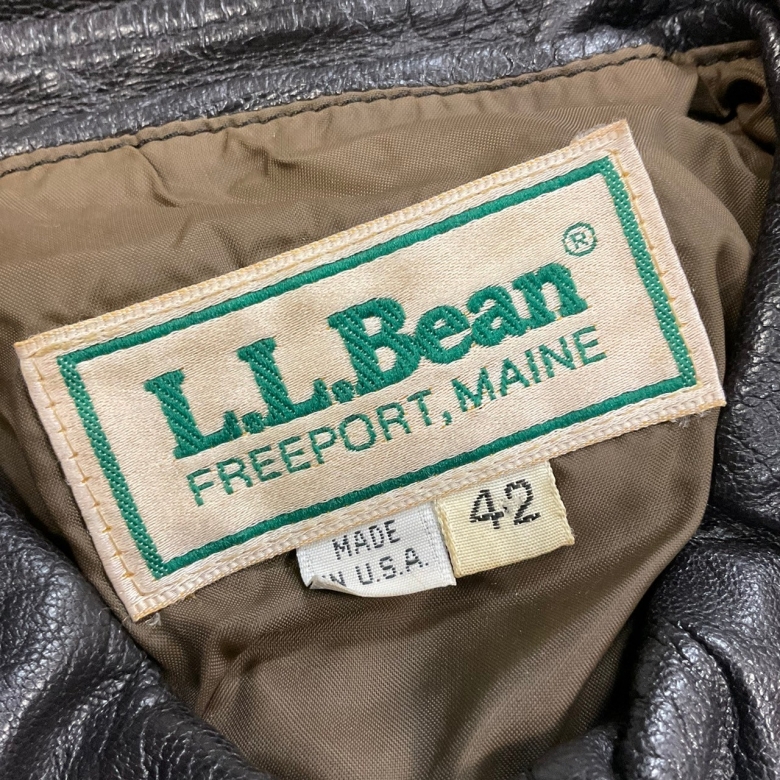 L.L.Bean®
FREEPORT, MAINE
MADE
IN U.S.A.
42